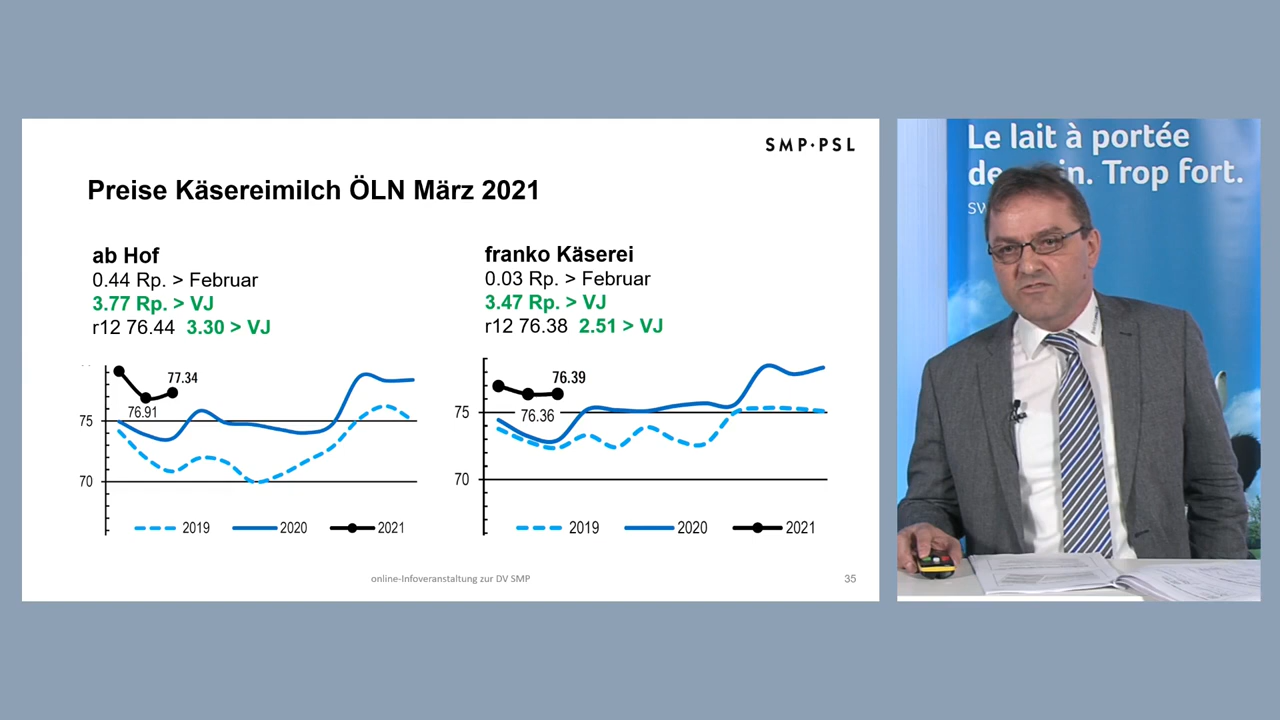 SMP·PSL
Preise Käsereimilch ÖLN März 2021
ab Hof
0.44 Rp. > Februar
3.77 Rp. > VJ
r12 76.44 3.30 > VJ
77.34
76.91
75
70
2019
2020
2021
franko Käserei
0.03 Rp. > Februar
3.47 Rp. > VJ
r12 76.38 2.51 > VJ
76.39
76.36
75
70
2019
2020
2021
online-Infoveranstaltung zur DV SMP
35
Le lait à portée
Trop fort.